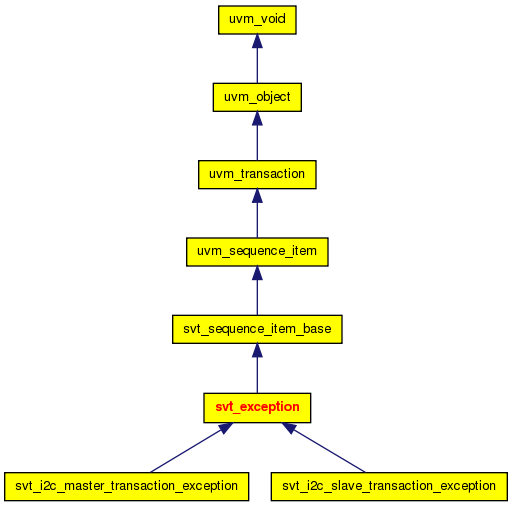 uvm_void
uvm_object
uvm_transaction
uvm_sequence_item
svt_sequence_item_base
svt_exception
svt_i2c_master_transaction_exception
svt_i2c_slave_transaction_exception